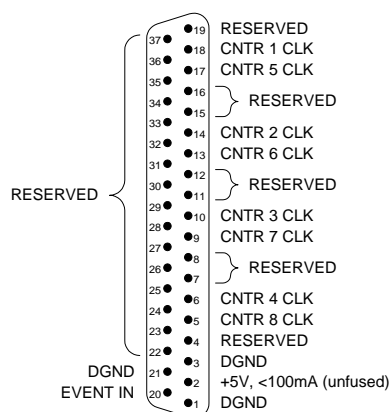 19 RESERVED
37
18 CNTR 1 CLK
36
17 CNTR 5 CLK
35
16
34
15
RESERVED
33
14 CNTR 2 CLK
32
13 CNTR 6 CLK
31
12
30
11
RESERVED
RESERVED
29
10 CNTR 3 CLK
28
9 CNTR 7 CLK
27
8
26
7
RESERVED
25
6 CNTR 4 CLK
24
5 CNTR 8 CLK
23
4 RESERVED
22
3 DGND
DGND 21
2 +5V, <100mA (unfused)
EVENT IN 20
1 DGND